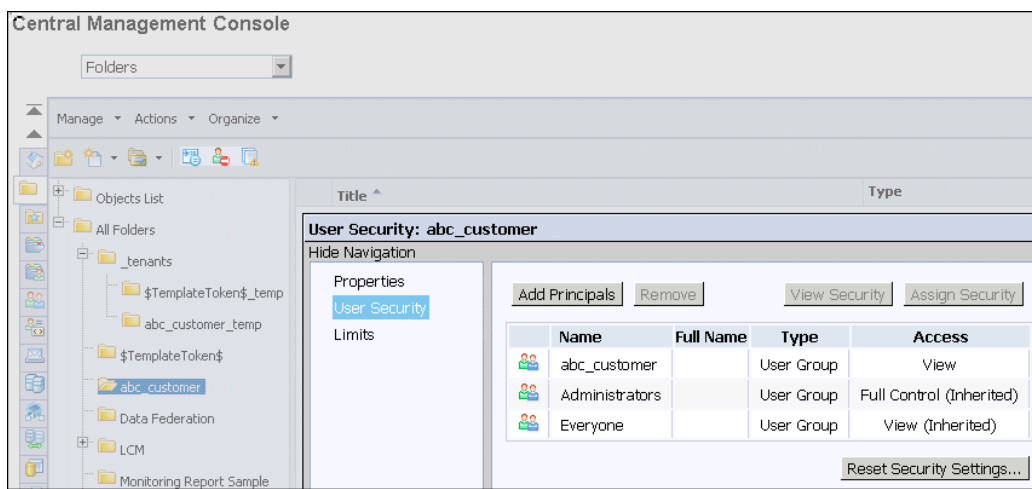 Central Management Console
Folders
Manage Actions Organize
Objects List
All Folders
_tenants
$TemplateToken$_temp
abc_customer_temp
$TemplateToken$
abc_customer
Data Federation
LCM
Monitoring Report Sample
Title Type
User Security: abc_customer
Hide Navigation
Properties
User Security
Limits
Add Principals Remove View Security Assign Security
Name Full Name Type Access
abc_customer User Group View
Administrators User Group Full Control (Inherited)
Everyone User Group View (Inherited)
Reset Security Settings...